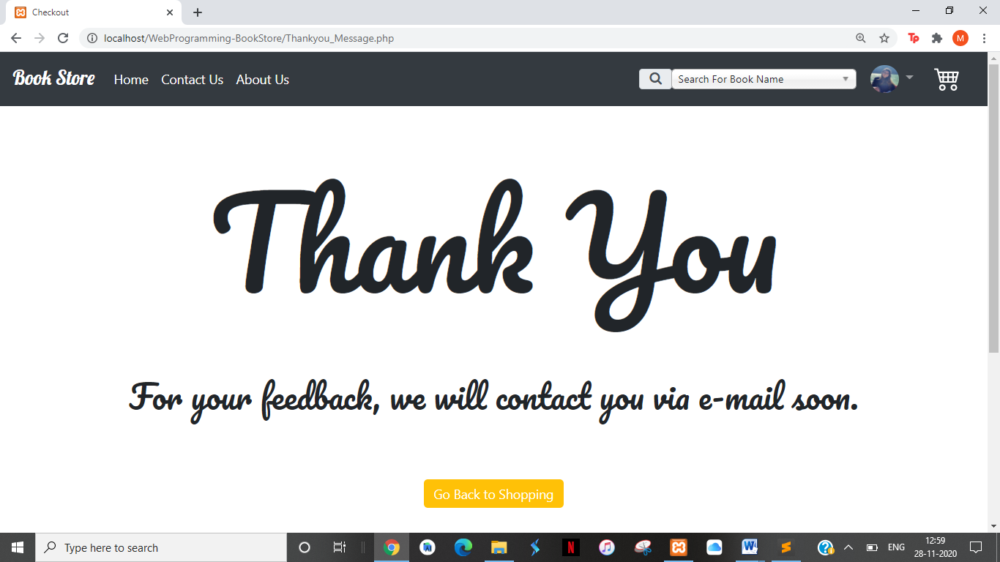 Checkout
localhost/WebProgramming-BookStore/Thankyou_Message.php
M
Book Store Home Contact Us About Us Search For Book Name
Thank You
For your feedback, we will contact you via e-mail soon.
Go Back to Shopping
Type here to search
ENG
12:59
28-11-2020